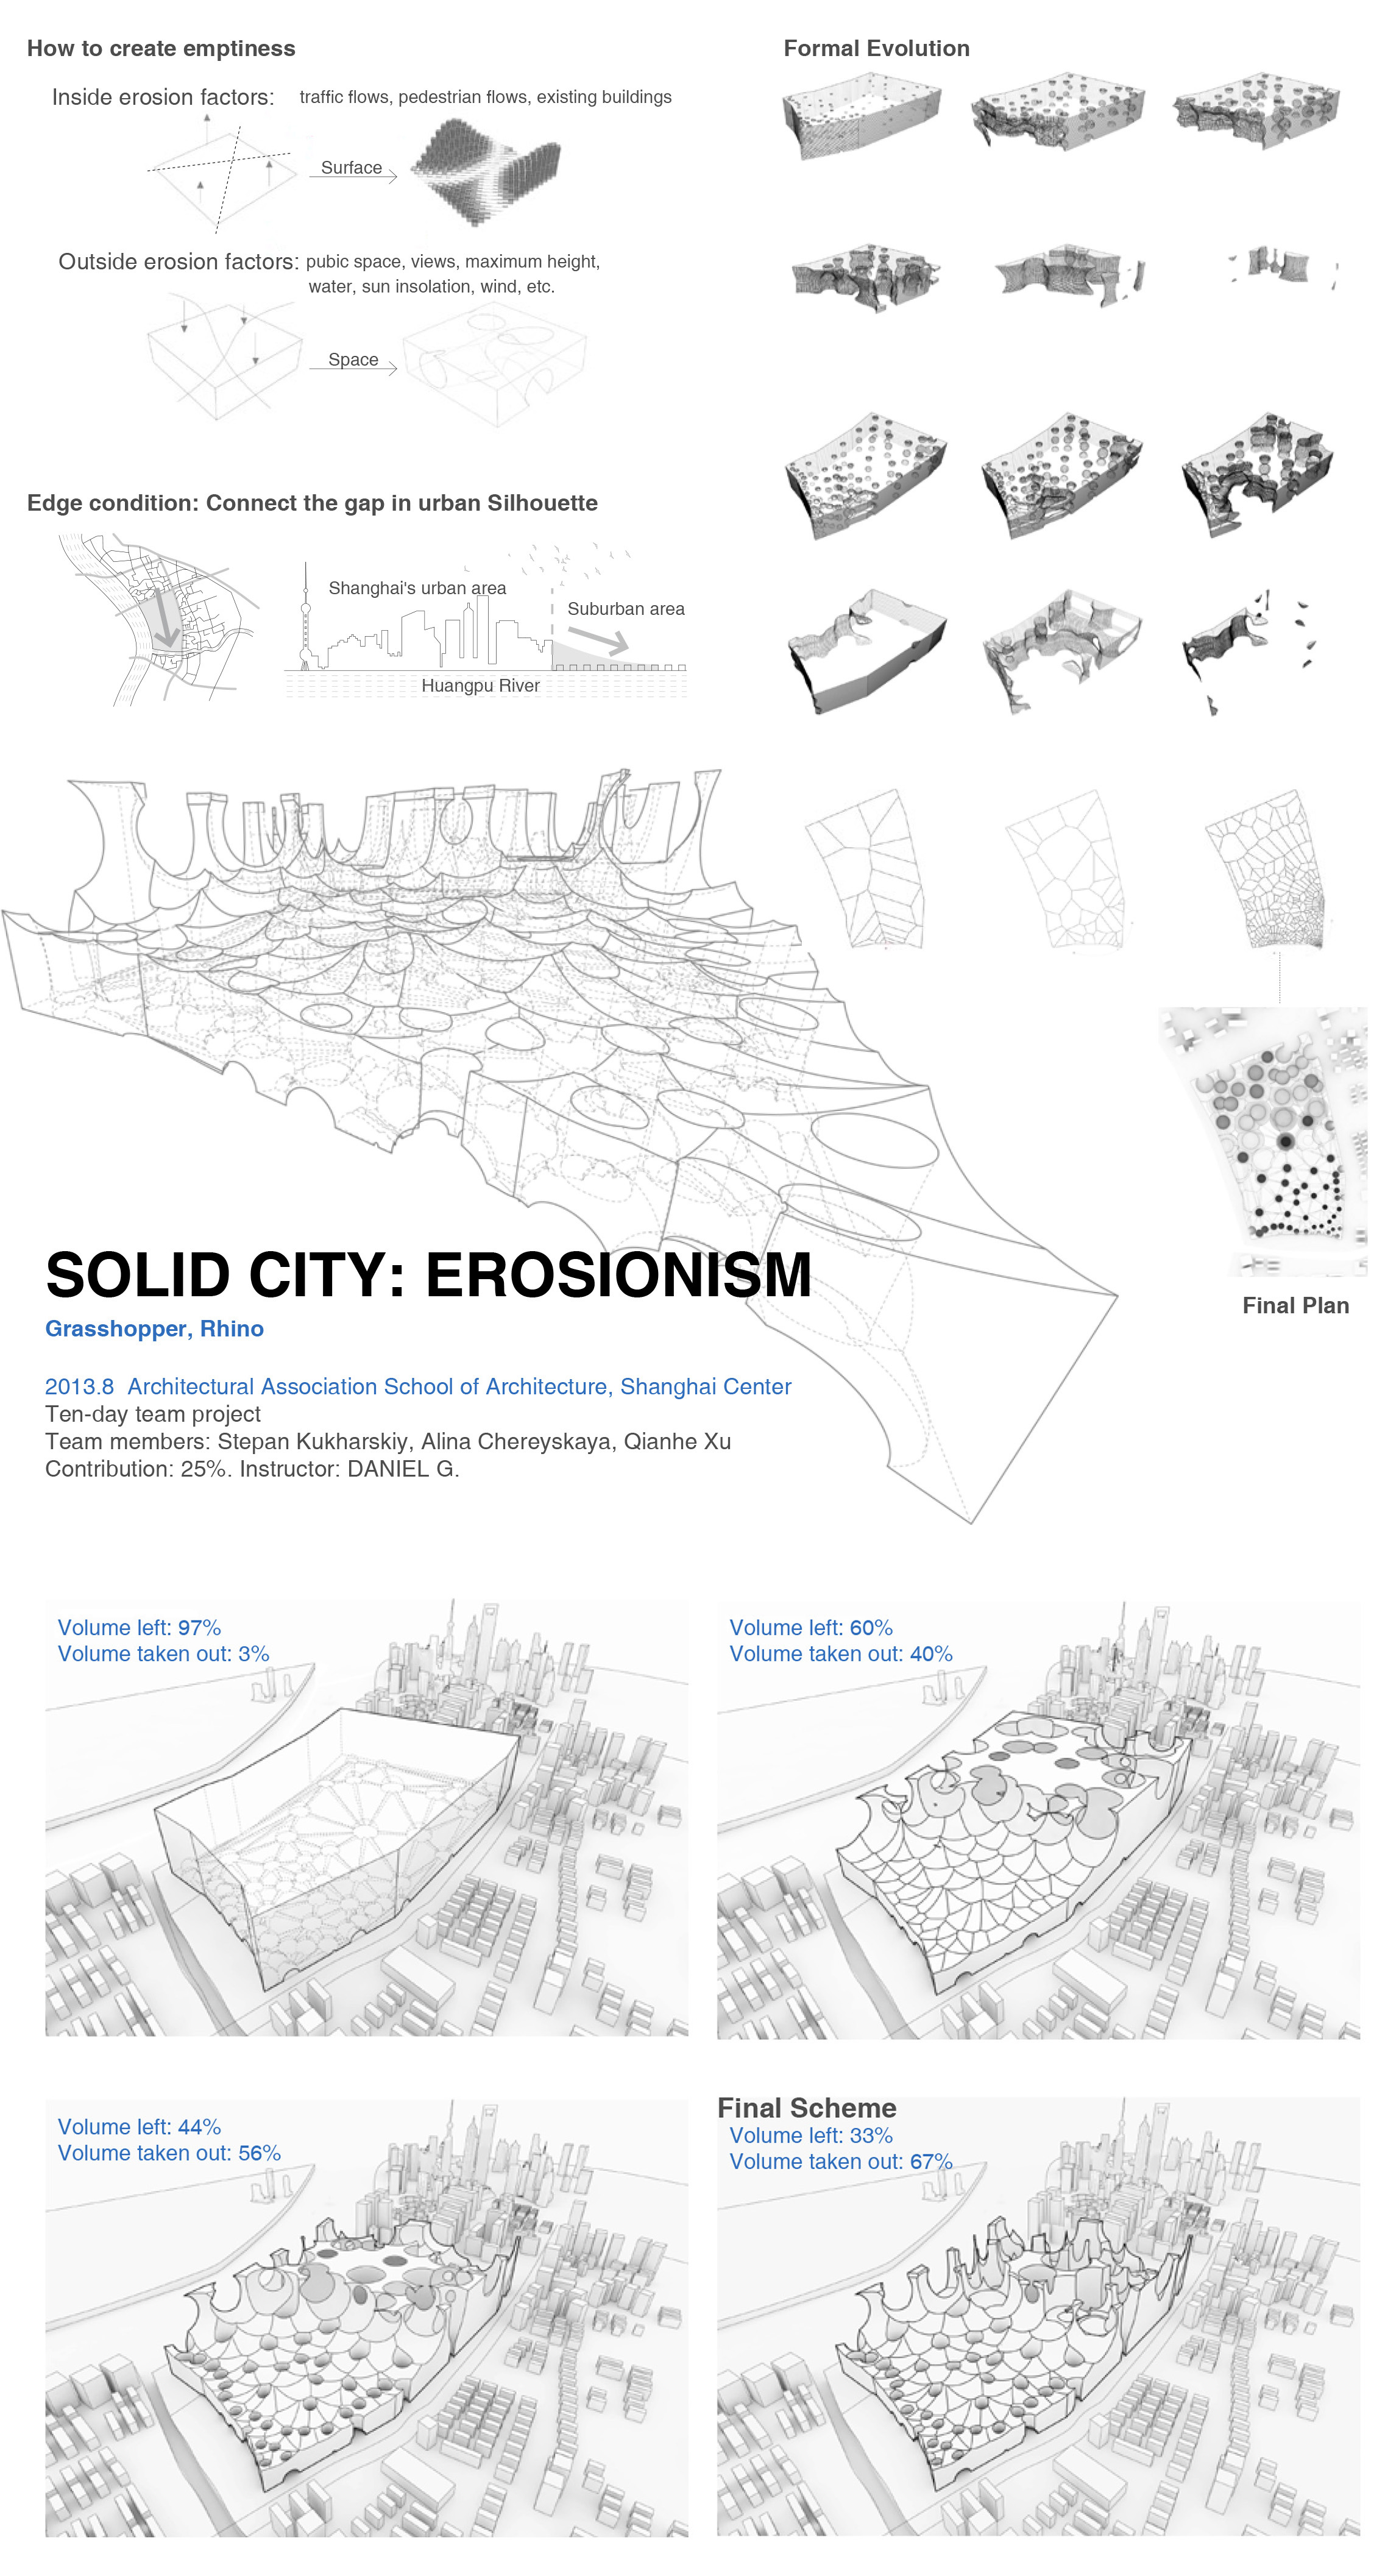 How to create emptiness
Inside erosion factors: traffic flows, pedestrian flows, existing buildings
Surface
Outside erosion factors: pubic space, views, maximum height,
water, sun insolation, wind, etc.
Space
Edge condition: Connect the gap in urban Silhouette
Shanghai's urban area
Suburban area
Huangpu River
Formal Evolution
Final Plan
SOLID CITY: EROSIONISM
Grasshopper, Rhino
2013.8 Architectural Association School of Architecture, Shanghai Center
Ten-day team project
Team members: Stepan Kukharskiy, Alina Chereyskaya, Qianhe Xu
Contribution: 25%. Instructor: DANIEL G.
Volume left: 97%
Volume taken out: 3%
Volume left: 60%
Volume taken out: 40%
Volume left: 44%
Volume taken out: 56%
Final Scheme
Volume left: 33%
Volume taken out: 67%